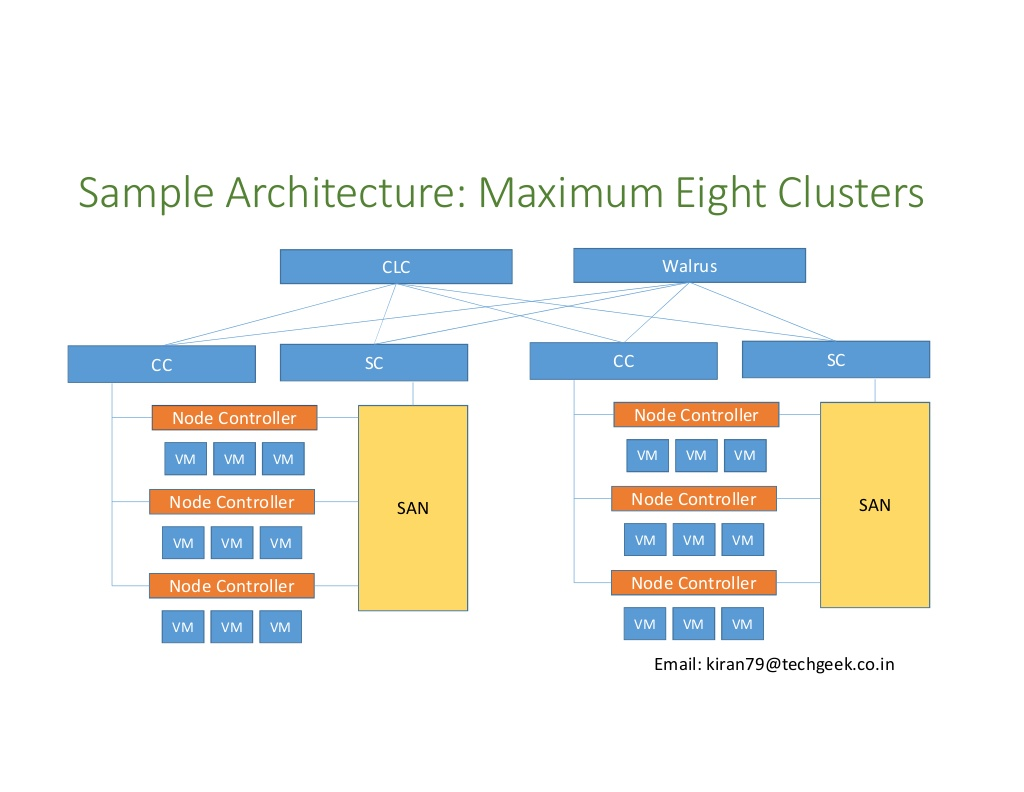 Sample Architecture: Maximum Eight Clusters
CLC
Walrus
CC
SC
CC
SC
Node Controller
VM VM VM
Node Controller
VM VM VM
Node Controller
VM VM VM
SAN
Node Controller
VM VM VM
Node Controller
VM VM VM
Node Controller
VM VM VM
SAN
Email: kiran79@techgeek.co.in